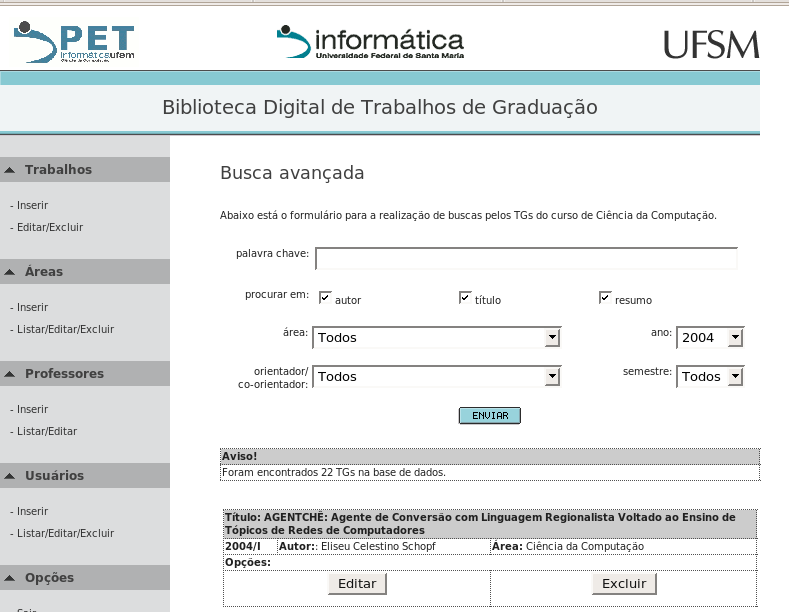 PET
informática ufsm
informática
Universidade Federal de Santa Maria
UFSM
Biblioteca Digital de Trabalhos de Graduação
Trabalhos
- Inserir
- Editar/Excluir
Áreas
- Inserir
- Listar/Editar/Excluir
Professores
- Inserir
- Listar/Editar
Usuários
- Inserir
- Listar/Editar/Excluir
Opções
Busca avançada
Abaixo está o formulário para a realização de buscas pelos TGs do curso de Ciência da Computação.
palavra chave:
procurar em: autor título resumo
área: Todos ano: 2004
orientador/
co-orientador: Todos semestre: Todos
ENVIAR
Aviso!
Foram encontrados 22 TGs na base de dados.
Título: AGENTCHÊ: Agente de Conversão com Linguagem Regionalista Voltado ao Ensino de
Tópicos de Redes de Computadores
2004/I Autor:: Eliseu Celestino Schopf Área: Ciência da Computação
Opções:
Editar Excluir